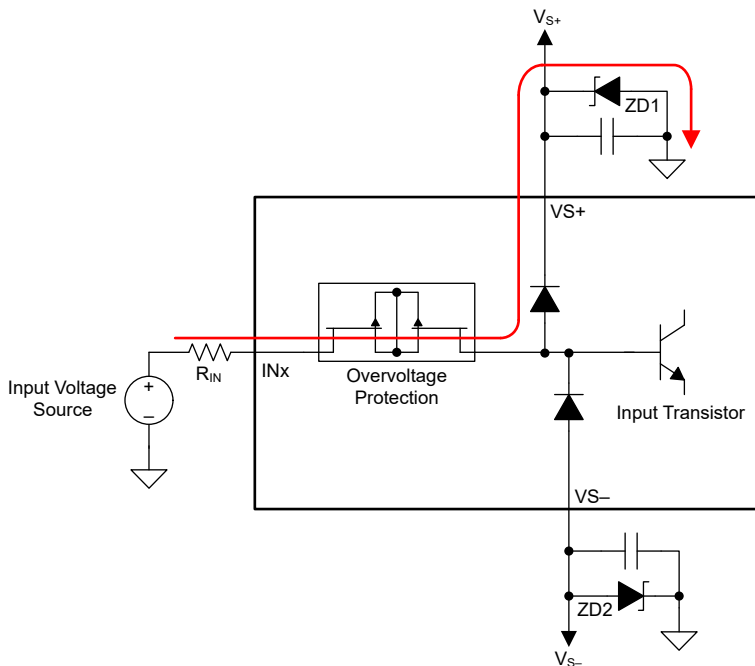 VS+
ZD1
VS+
RIN
INx
Overvoltage
Protection
Input Voltage
Source
+
–
Input Transistor
VS–
ZD2
VS–